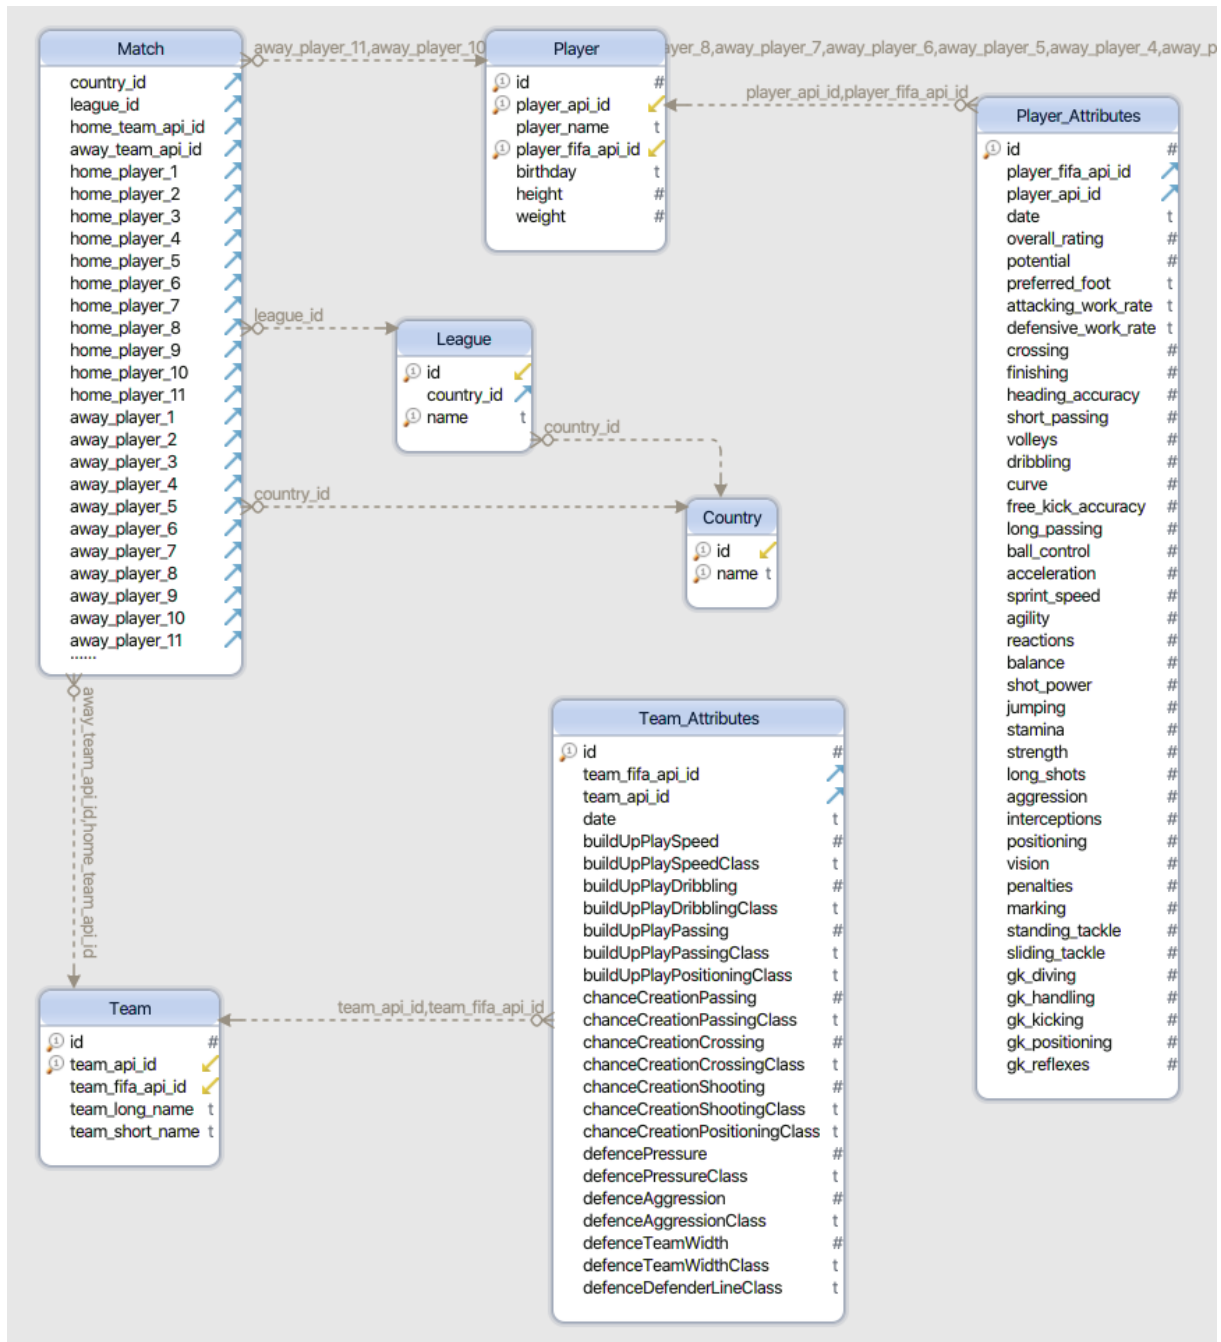 Match
country_id
league_id
home_team_api_id
away_team_api_id
home_player_1
home_player_2
home_player_3
home_player_4
home_player_5
home_player_6
home_player_7
home_player_8
home_player_9
home_player_10
home_player_11
away_player_1
away_player_2
away_player_3
away_player_4
away_player_5
away_player_6
away_player_7
away_player_8
away_player_9
away_player_10
away_player_11
......
away_player_11,away_player_10
yer_8,away_player_7,away_player_6,away_player_5,away_player_4,away_p
Player
id #
player_api_id
player_name t
player_fifa_api_id
birthday t
height #
weight #
player_api_id,player_fifa_api_id
Player_Attributes
id #
player_fifa_api_id
player_api_id
date t
overall_rating #
potential #
preferred_foot t
attacking_work_rate t
defensive_work_rate t
crossing #
finishing #
heading_accuracy #
short_passing #
volleys #
dribbling #
curve #
free_kick_accuracy #
long_passing #
ball_control #
acceleration #
sprint_speed #
agility #
reactions #
balance #
shot_power #
jumping #
stamina #
strength #
long_shots #
aggression #
interceptions #
positioning #
vision #
penalties #
marking #
standing_tackle #
sliding_tackle #
gk_diving #
gk_handling #
gk_kicking #
gk_positioning #
gk_reflexes #
league_id
League
id
country_id
name t
country_id
country_id
Country
id
name t
away_team_api_id,home_team_api_id
Team
id #
team_api_id
team_fifa_api_id
team_long_name t
team_short_name t
team_api_id,team_fifa_api_id
Team_Attributes
id #
team_fifa_api_id
team_api_id
date t
buildUpPlaySpeed #
buildUpPlaySpeedClass t
buildUpPlayDribbling #
buildUpPlayDribblingClass t
buildUpPlayPassing #
buildUpPlayPassingClass t
buildUpPlayPositioningClass t
chanceCreationPassing #
chanceCreationPassingClass t
chanceCreationCrossing #
chanceCreationCrossingClass t
chanceCreationShooting #
chanceCreationShootingClass t
chanceCreationPositioningClass t
defencePressure #
defencePressureClass t
defenceAggression #
defenceAggressionClass t
defenceTeamWidth #
defenceTeamWidthClass t
defenceDefenderLineClass t